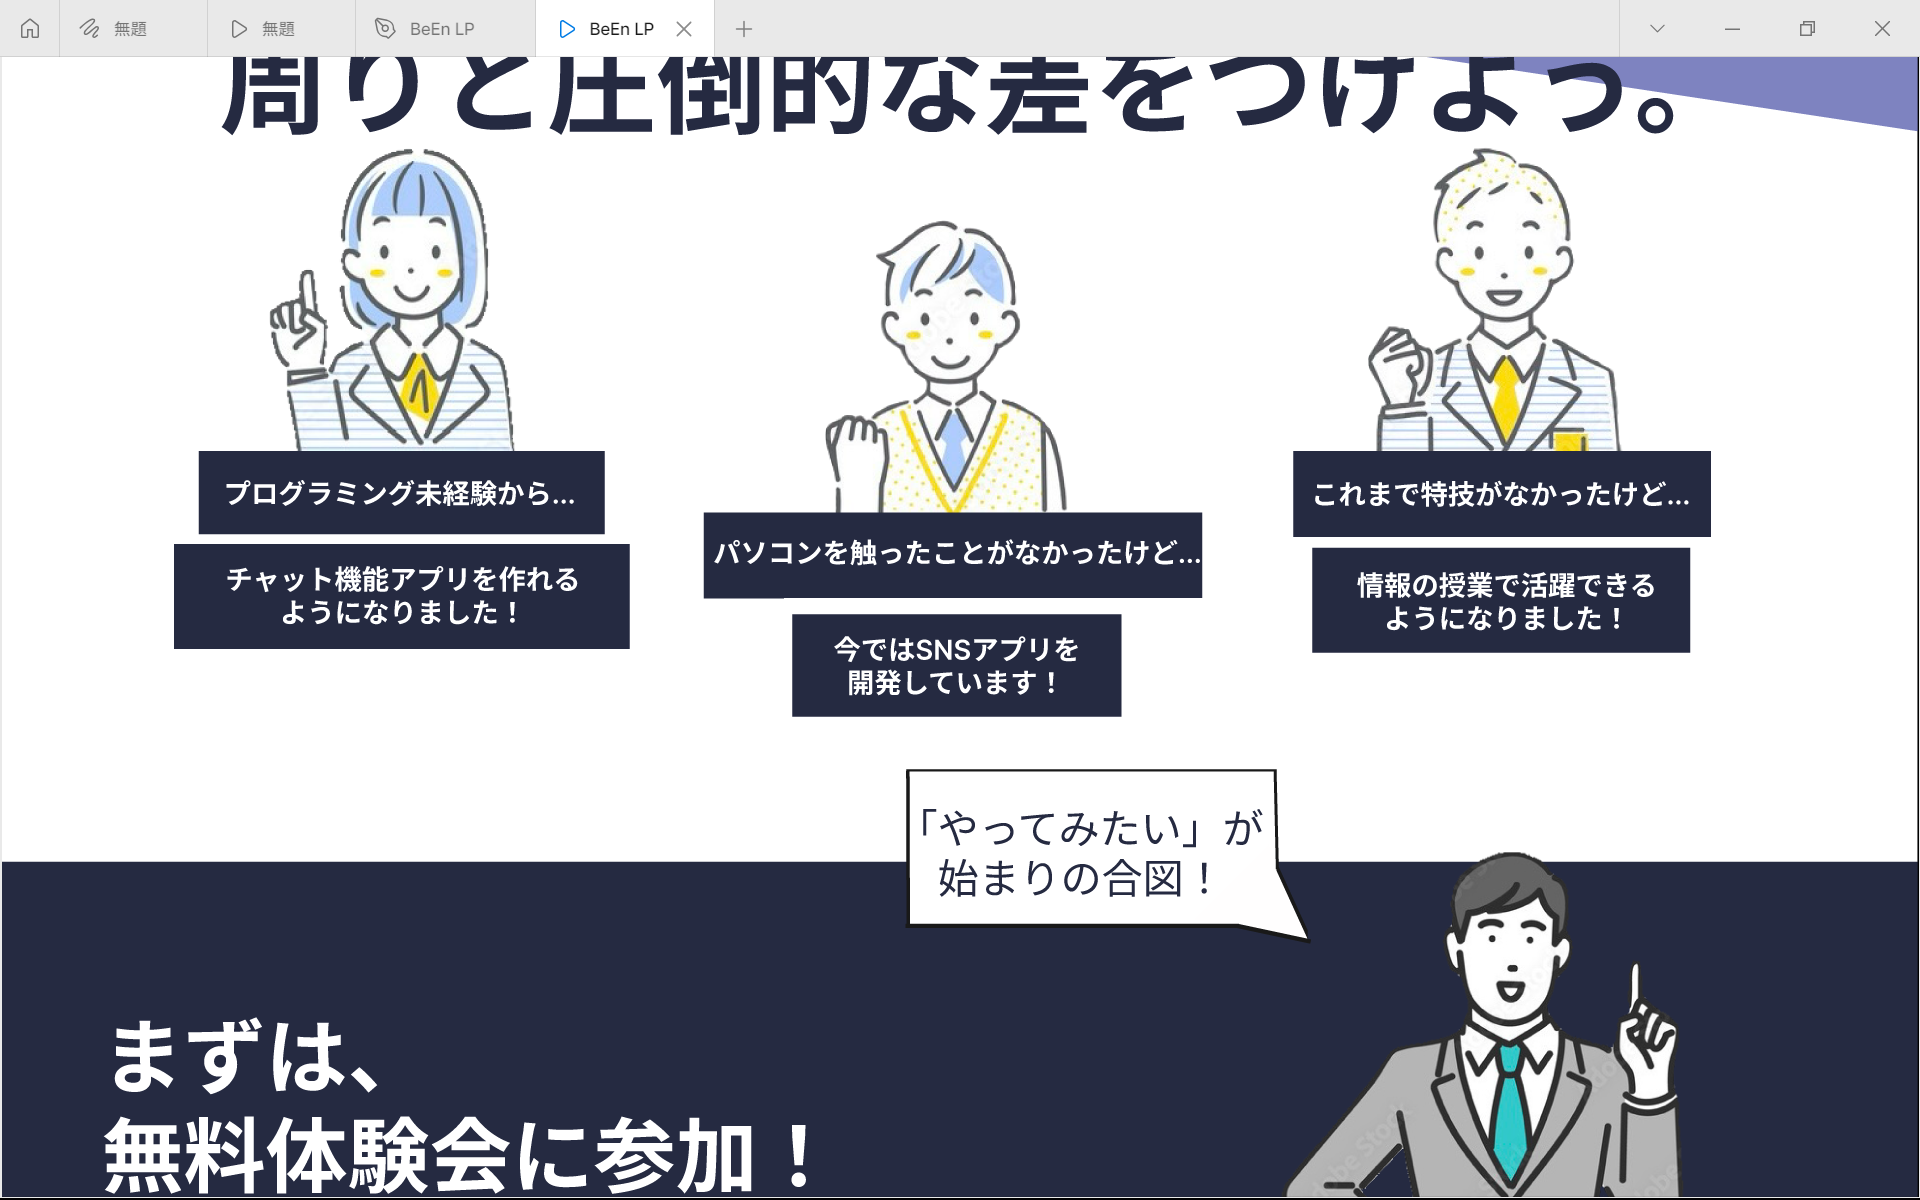 無題
無題
BeEn LP
BeEn LP
周りと圧倒的な差をつけよう。
プログラミング未経験から...
チャット機能アプリを作れる
ようになりました！
パソコンを触ったことがなかったけど...
今ではSNSアプリを
開発しています！
これまで特技がなかったけど...
情報の授業で活躍できる
ようになりました！
「やってみたい」が
始まりの合図！
まずは、
無料体験会に参加！